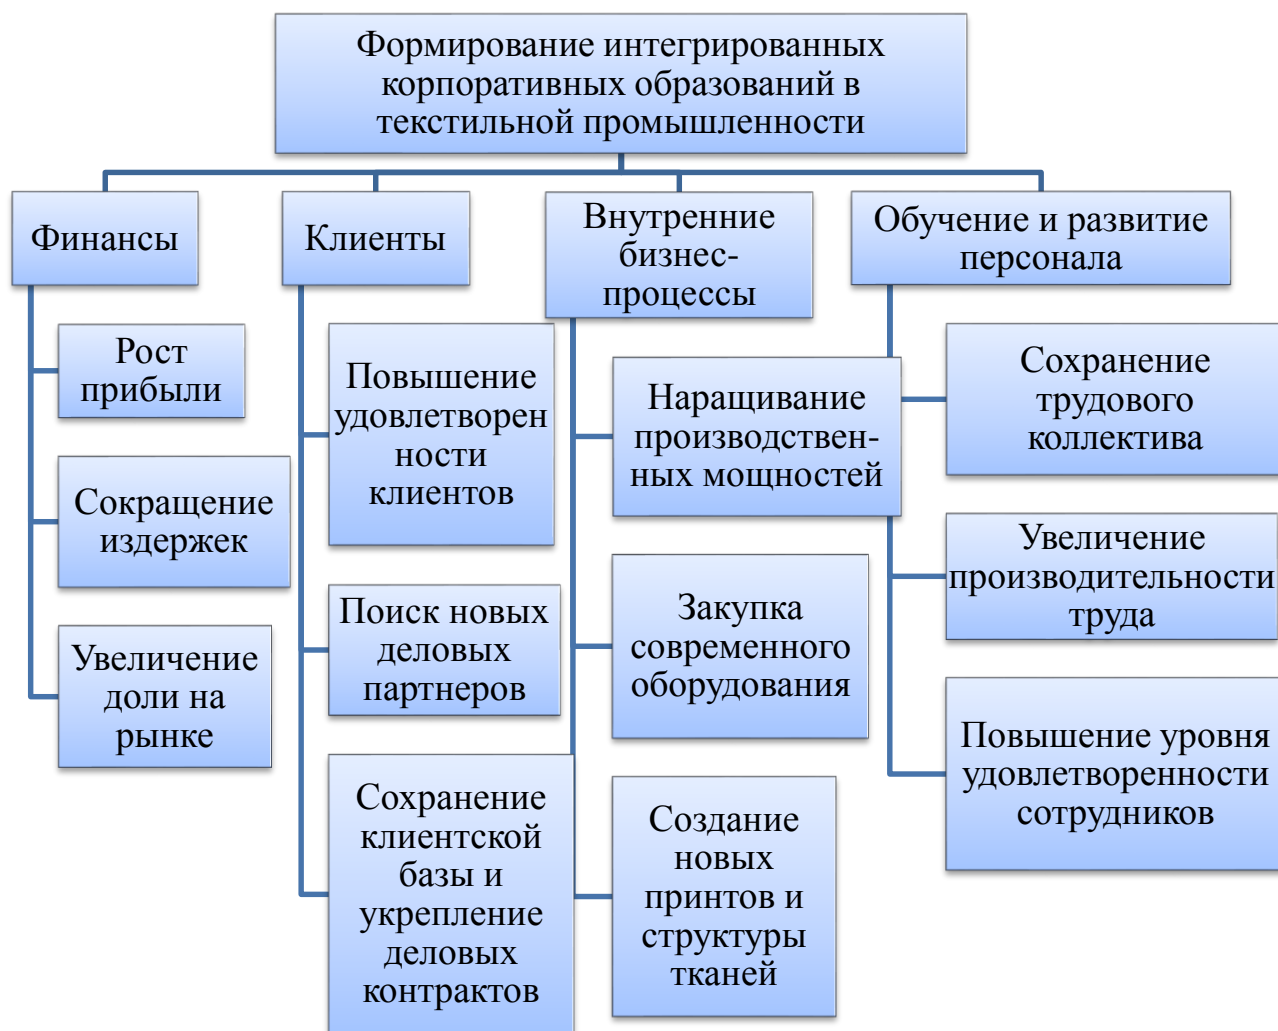 Формирование интегрированных
корпоративных образований в
текстильной промышленности
Финансы
Рост
прибыли
Сокращение
издержек
Увеличение
доли на
рынке
Клиенты
Повышение
удовлетворен
ности
клиентов
Поиск новых
деловых
партнеров
Сохранение
клиентской
базы и
укрепление
деловых
контрактов
Внутренние
бизнес-
процессы
Наращивание
производствен-
ных мощностей
Закупка
современного
оборудования
Создание
новых
принтов и
структуры
тканей
Обучение и развитие
персонала
Сохранение
трудового
коллектива
Увеличение
производительности
труда
Повышение уровня
удовлетворенности
сотрудников